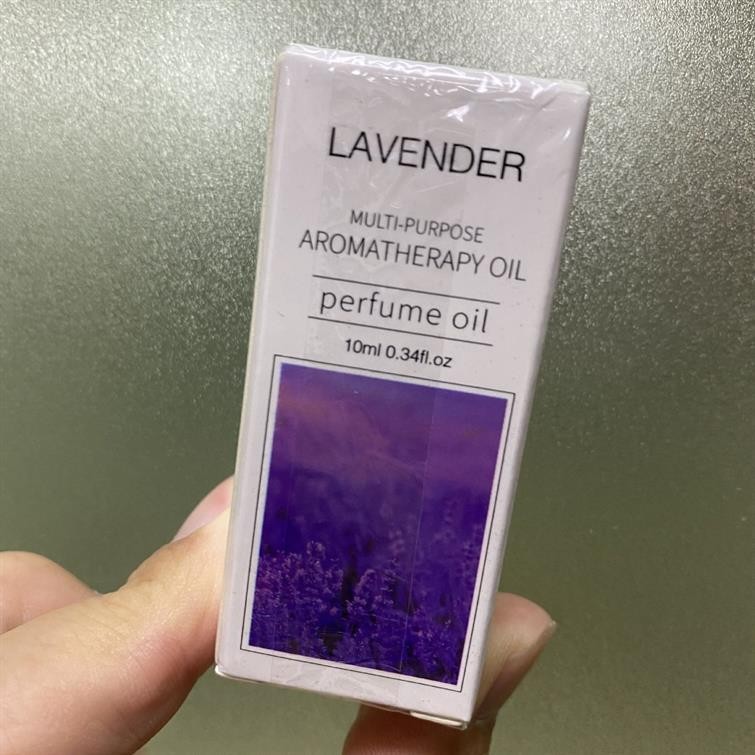 LAVENDER
MULTI-PURPOSE
AROMATHERAPY OIL
perfume oil
10ml 0.34fl.oz